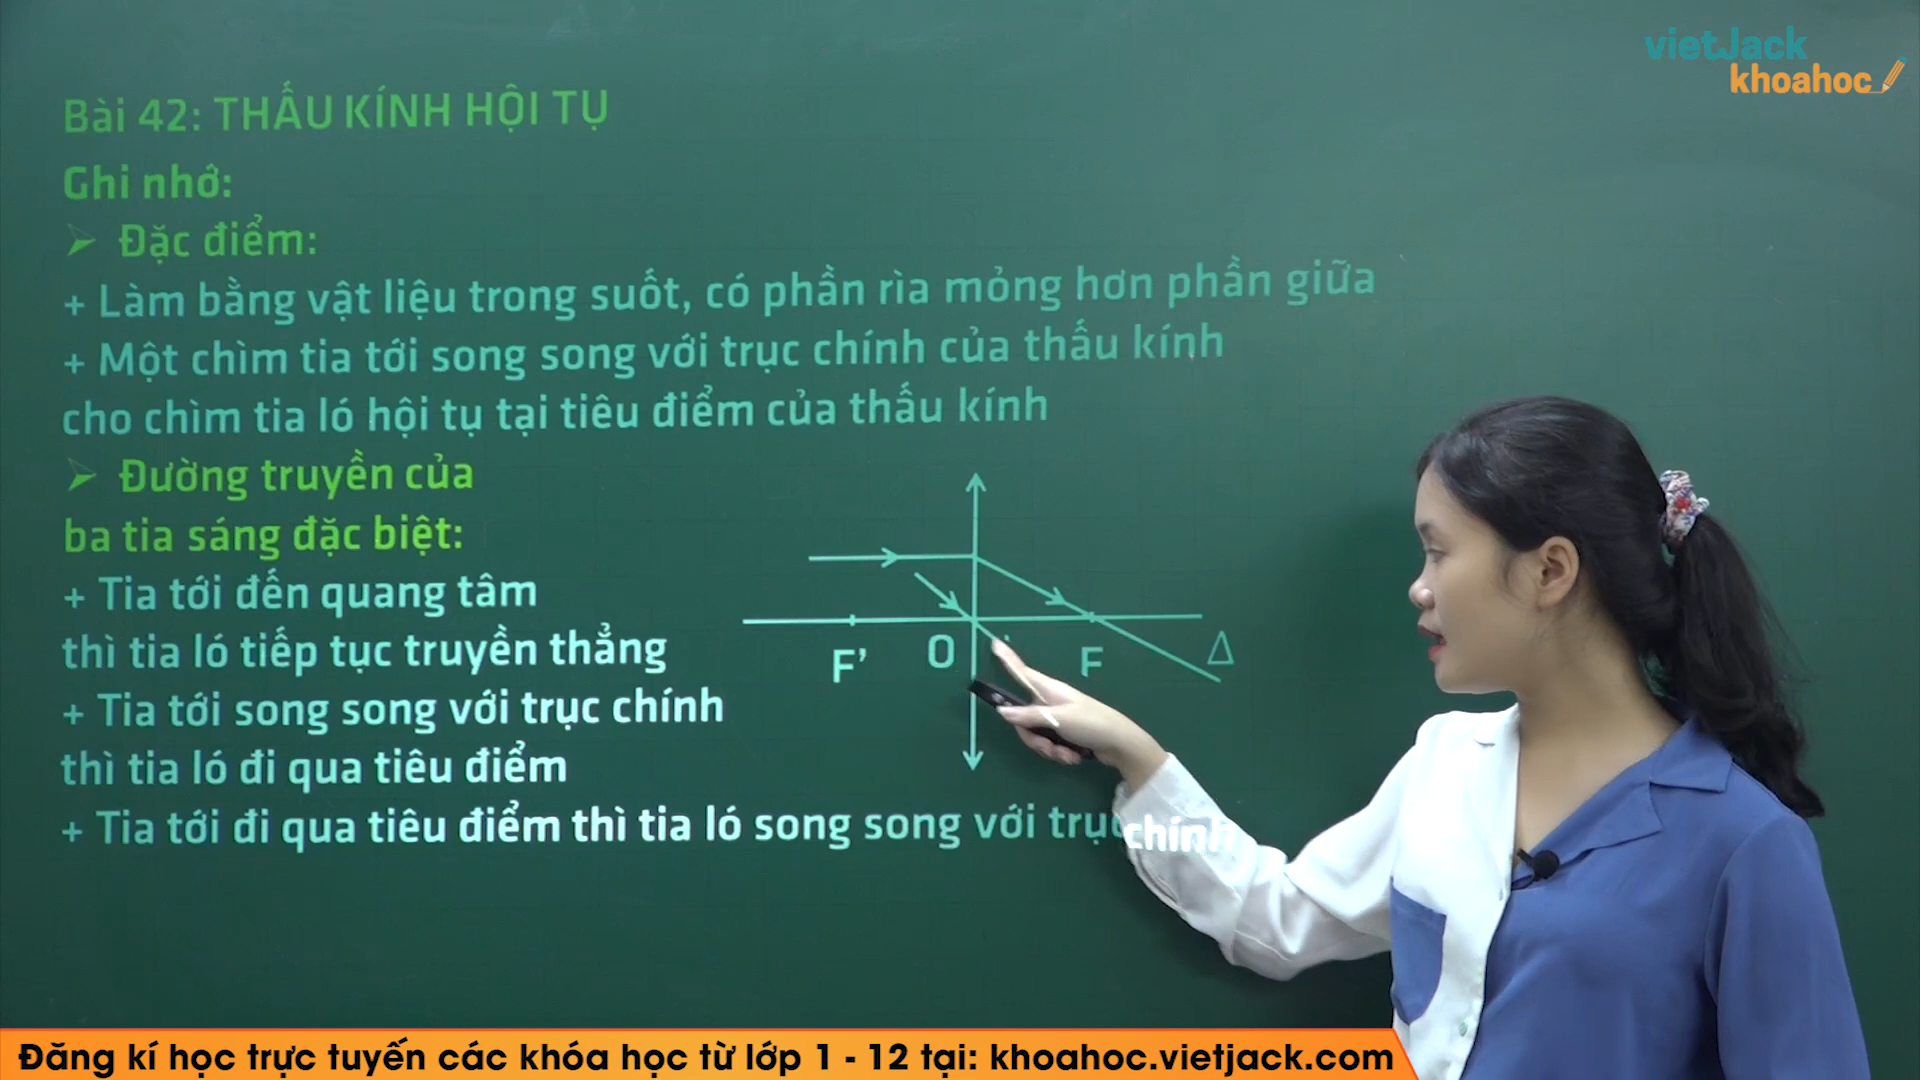 vietJack
khoahoc
Bài 42: THẤU KÍNH HỘI TỤ
Ghi nhớ:
➢ Đặc điểm:
+ Làm bằng vật liệu trong suốt, có phần rìa mỏng hơn phần giữa
+ Một chìm tia tới song song với trục chính của thấu kính
cho chìm tia ló hội tụ tại tiêu điểm của thấu kính
➢ Đường truyền của
ba tia sáng đặc biệt:
+ Tia tới đến quang tâm
thì tia ló tiếp tục truyền thẳng
+ Tia tới song song với trục chính
thì tia ló đi qua tiêu điểm
+ Tia tới đi qua tiêu điểm thì tia ló song song với trục chính
F' O F Δ
Đăng kí học trực tuyến các khóa học từ lớp 1 - 12 tại: khoahoc.vietjack.com